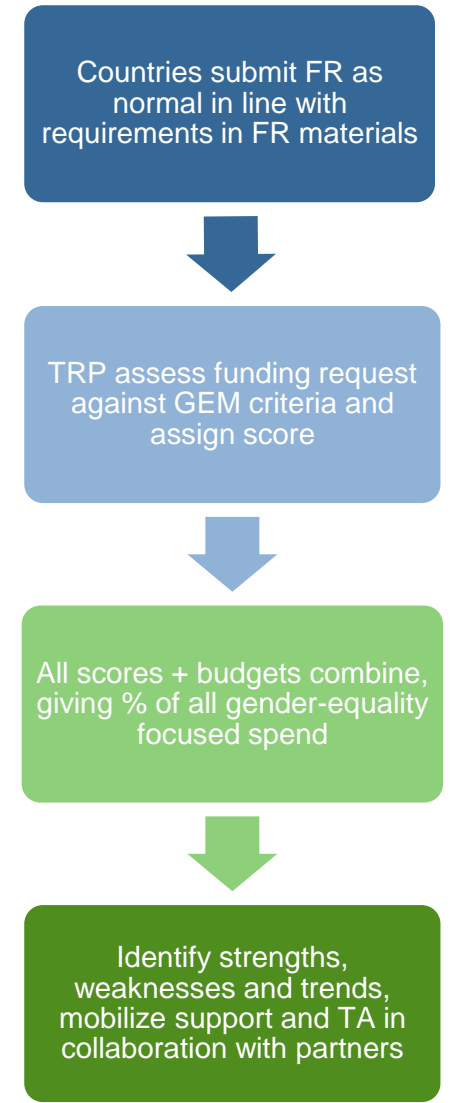 Countries submit FR as
normal in line with
requirements in FR materials
TRP assess funding request
against GEM criteria and
assign score
All scores + budgets combine,
giving % of all gender-equality
focused spend
Identify strengths,
weaknesses and trends,
mobilize support and TA in
collaboration with partners